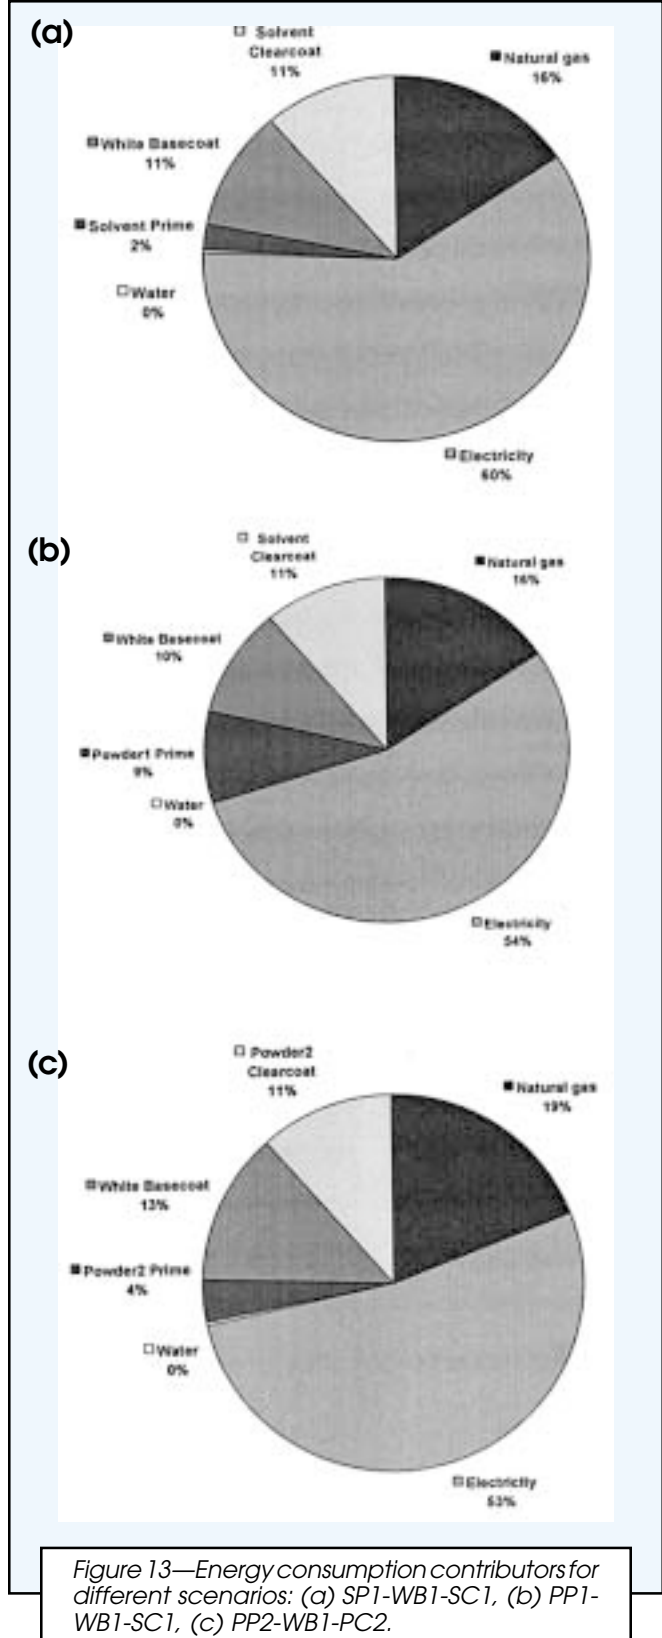 (a)
Solvent
Clearcoat
11%
Natural gas
16%
White Basecoat
11%
Solvent Prime
2%
Water
0%
Electricity
60%
(b)
Solvent
Clearcoat
11%
Natural gas
16%
White Basecoat
10%
Powder1 Prime
9%
Water
0%
Electricity
54%
(c)
Powder2
Clearcoat
11%
Natural gas
19%
White Basecoat
13%
Powder2 Prime
4%
Water
0%
Electricity
53%
Figure 13—Energy consumption contributors for
different scenarios: (a) SP1-WB1-SC1, (b) PP1-
WB1-SC1, (c) PP2-WB1-PC2.